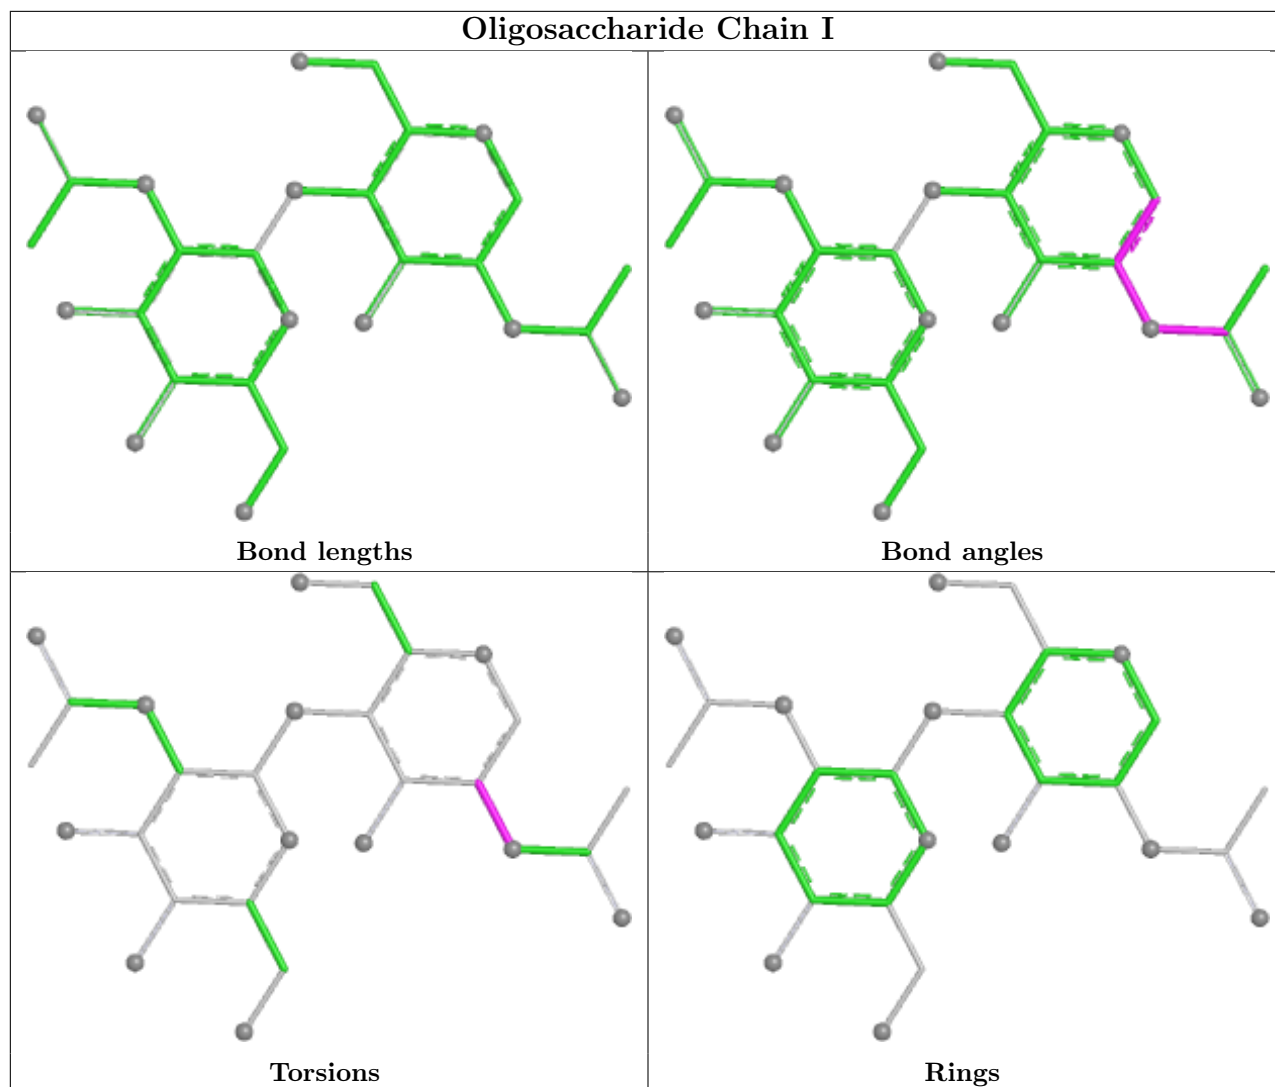 Oligosaccharide Chain I
Bond lengths
Bond angles
Torsions
Rings